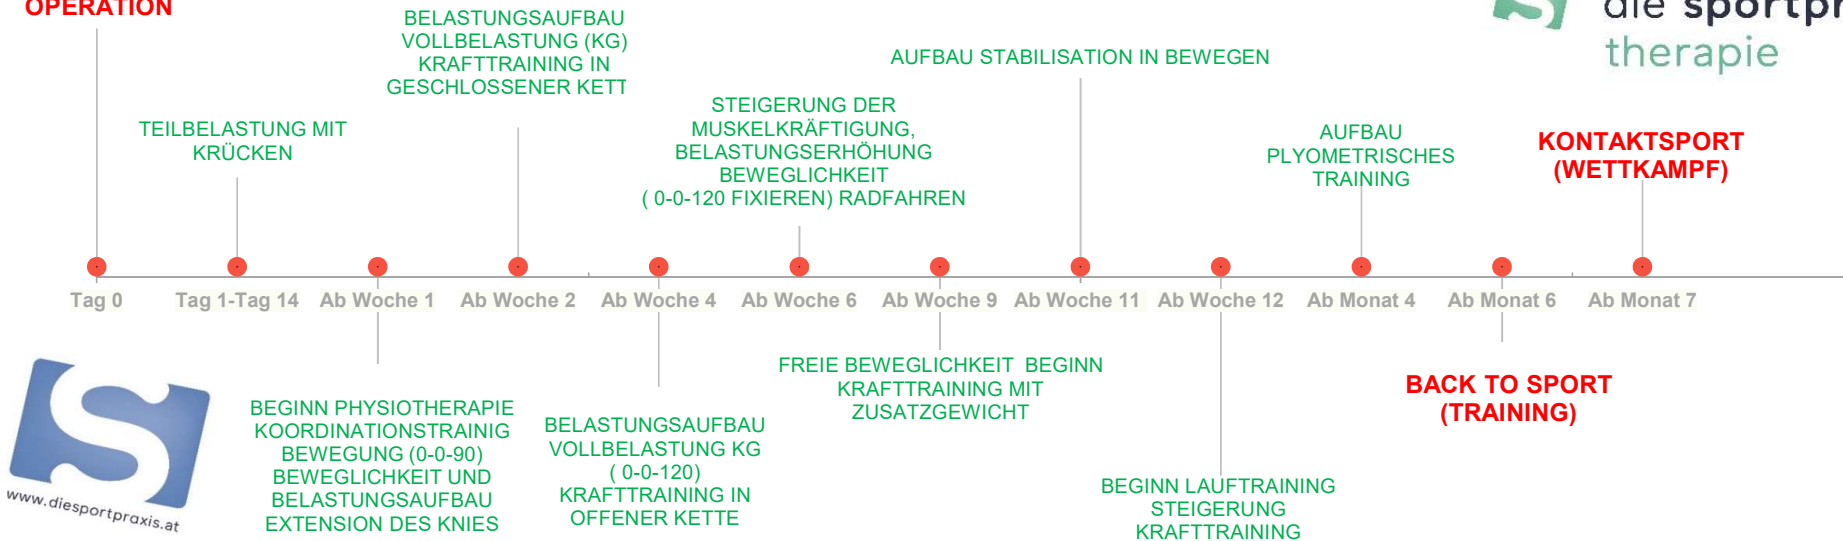 OPERATION
BELASTUNGSAUFBAU
VOLLBELASTUNG (KG)
KRAFTTRAINING IN
GESCHLOSSENER KETT
die sportpr
therapie
AUFBAU STABILISATION IN BEWEGEN
TEILBELASTUNG MIT
KRÜCKEN
STEIGERUNG DER
MUSKELKRÄFTIGUNG,
BELASTUNGSERHÖHUNG
BEWEGLICHKEIT
( 0-0-120 FIXIEREN) RADFAHREN
AUFBAU
PLYOMETRISCHES
TRAINING
KONTAKTSPORT
(WETTKAMPF)
Tag 0
Tag 1-Tag 14
Ab Woche 1
Ab Woche 2
Ab Woche 4
Ab Woche 6
Ab Woche 9
Ab Woche 11
Ab Woche 12
Ab Monat 4
Ab Monat 6
Ab Monat 7
S
www.diesportpraxis.at
BEGINN PHYSIOTHERAPIE
KOORDINATIONSTRAINIG
BEWEGUNG (0-0-90)
BEWEGLICHKEIT UND
BELASTUNGSAUFBAU
EXTENSION DES KNIES
BELASTUNGSAUFBAU
VOLLBELASTUNG KG
( 0-0-120)
KRAFTTRAINING IN
OFFENER KETTE
FREIE BEWEGLICHKEIT  BEGINN
KRAFTTRAINING MIT
ZUSATZGEWICHT
BEGINN LAUFTRAINING
STEIGERUNG
KRAFTTRAINING
BACK TO SPORT
(TRAINING)